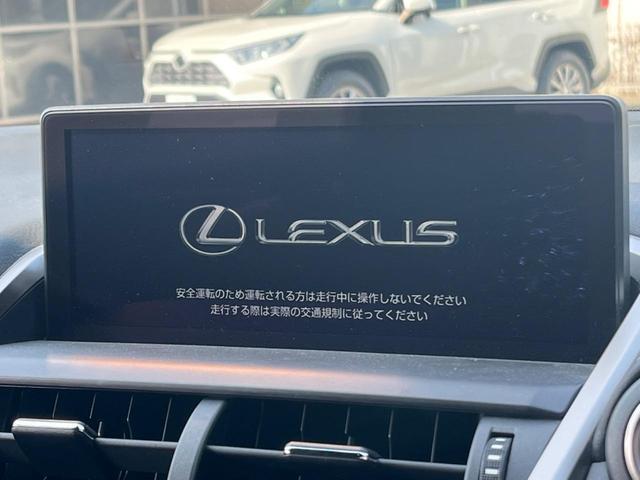 LEXUS
安全運転のため運転される方は走行中に操作しないでください
走行する際は実際の交通規制に従ってください